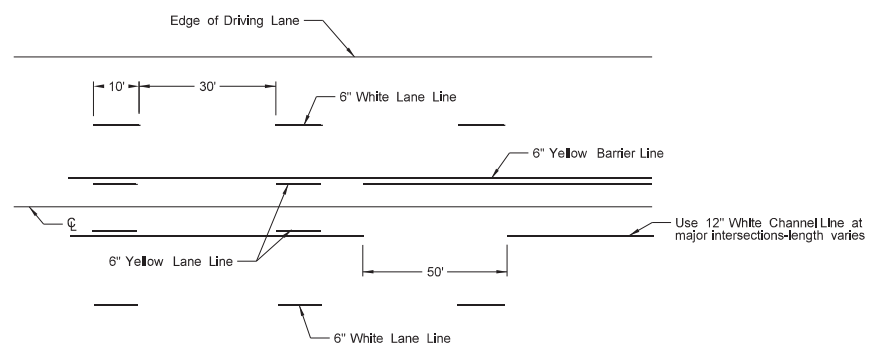 Edge of Driving Lane
10'
30'
6" White Lane Line
6" Yellow Barrier Line
℄
Use 12" White Channel Line at
major intersections-length varies
6" Yellow Lane Line
50'
6" White Lane Line